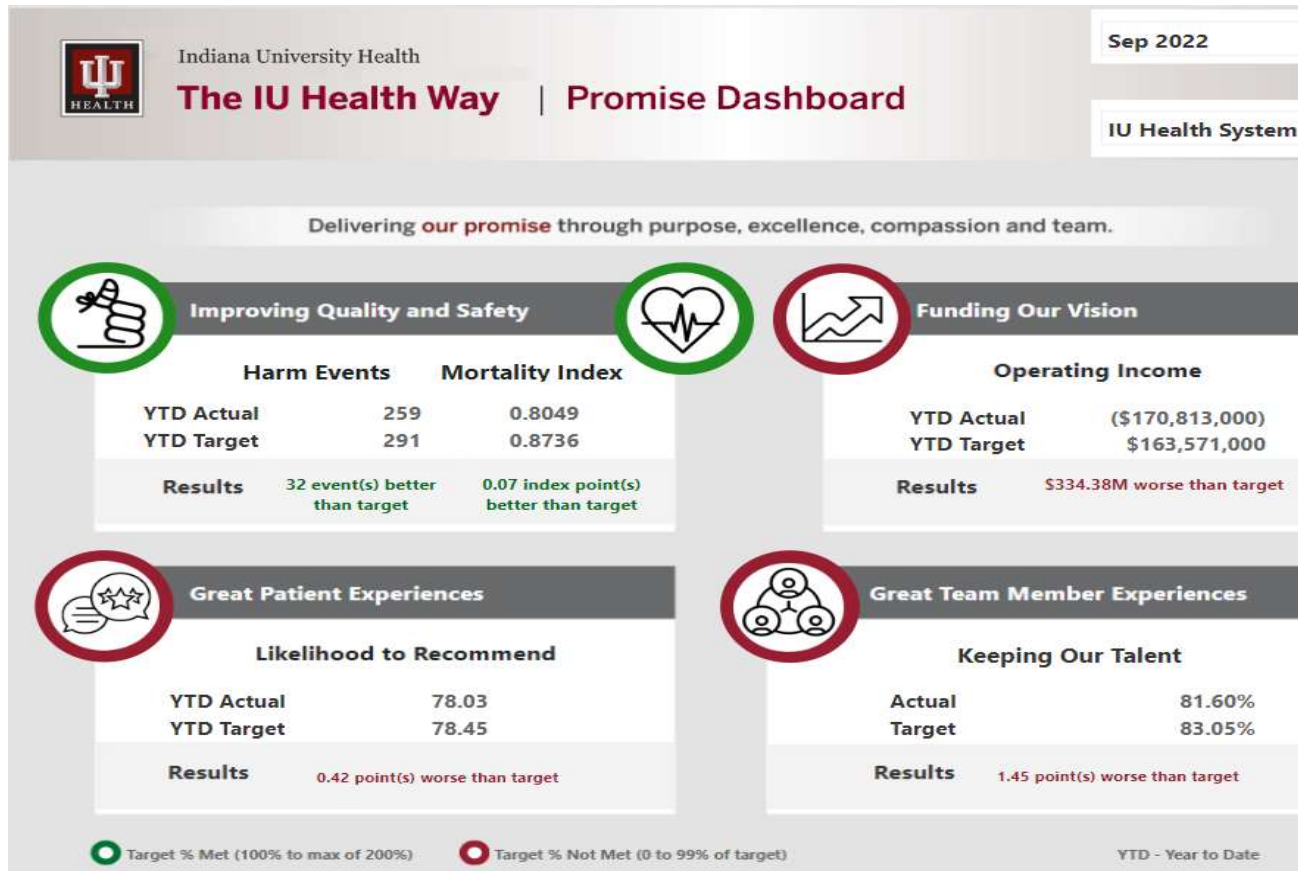 Indiana University Health
The IU Health Way | Promise Dashboard
IU HEALTH
Sep 2022
IU Health System
Delivering our promise through purpose, excellence, compassion and team.
Improving Quality and Safety
Harm Events Mortality Index
YTD Actual 259 0.8049
YTD Target 291 0.8736
Results 32 event(s) better than target 0.07 index point(s) better than target
Funding Our Vision
Operating Income
YTD Actual ($170,813,000)
YTD Target $163,571,000
Results $334.38M worse than target
Great Patient Experiences
Likelihood to Recommend
YTD Actual 78.03
YTD Target 78.45
Results 0.42 point(s) worse than target
Great Team Member Experiences
Keeping Our Talent
Actual 81.60%
Target 83.05%
Results 1.45 point(s) worse than target
Target % Met (100% to max of 200%) Target % Not Met (0 to 99% of target) YTD - Year to Date